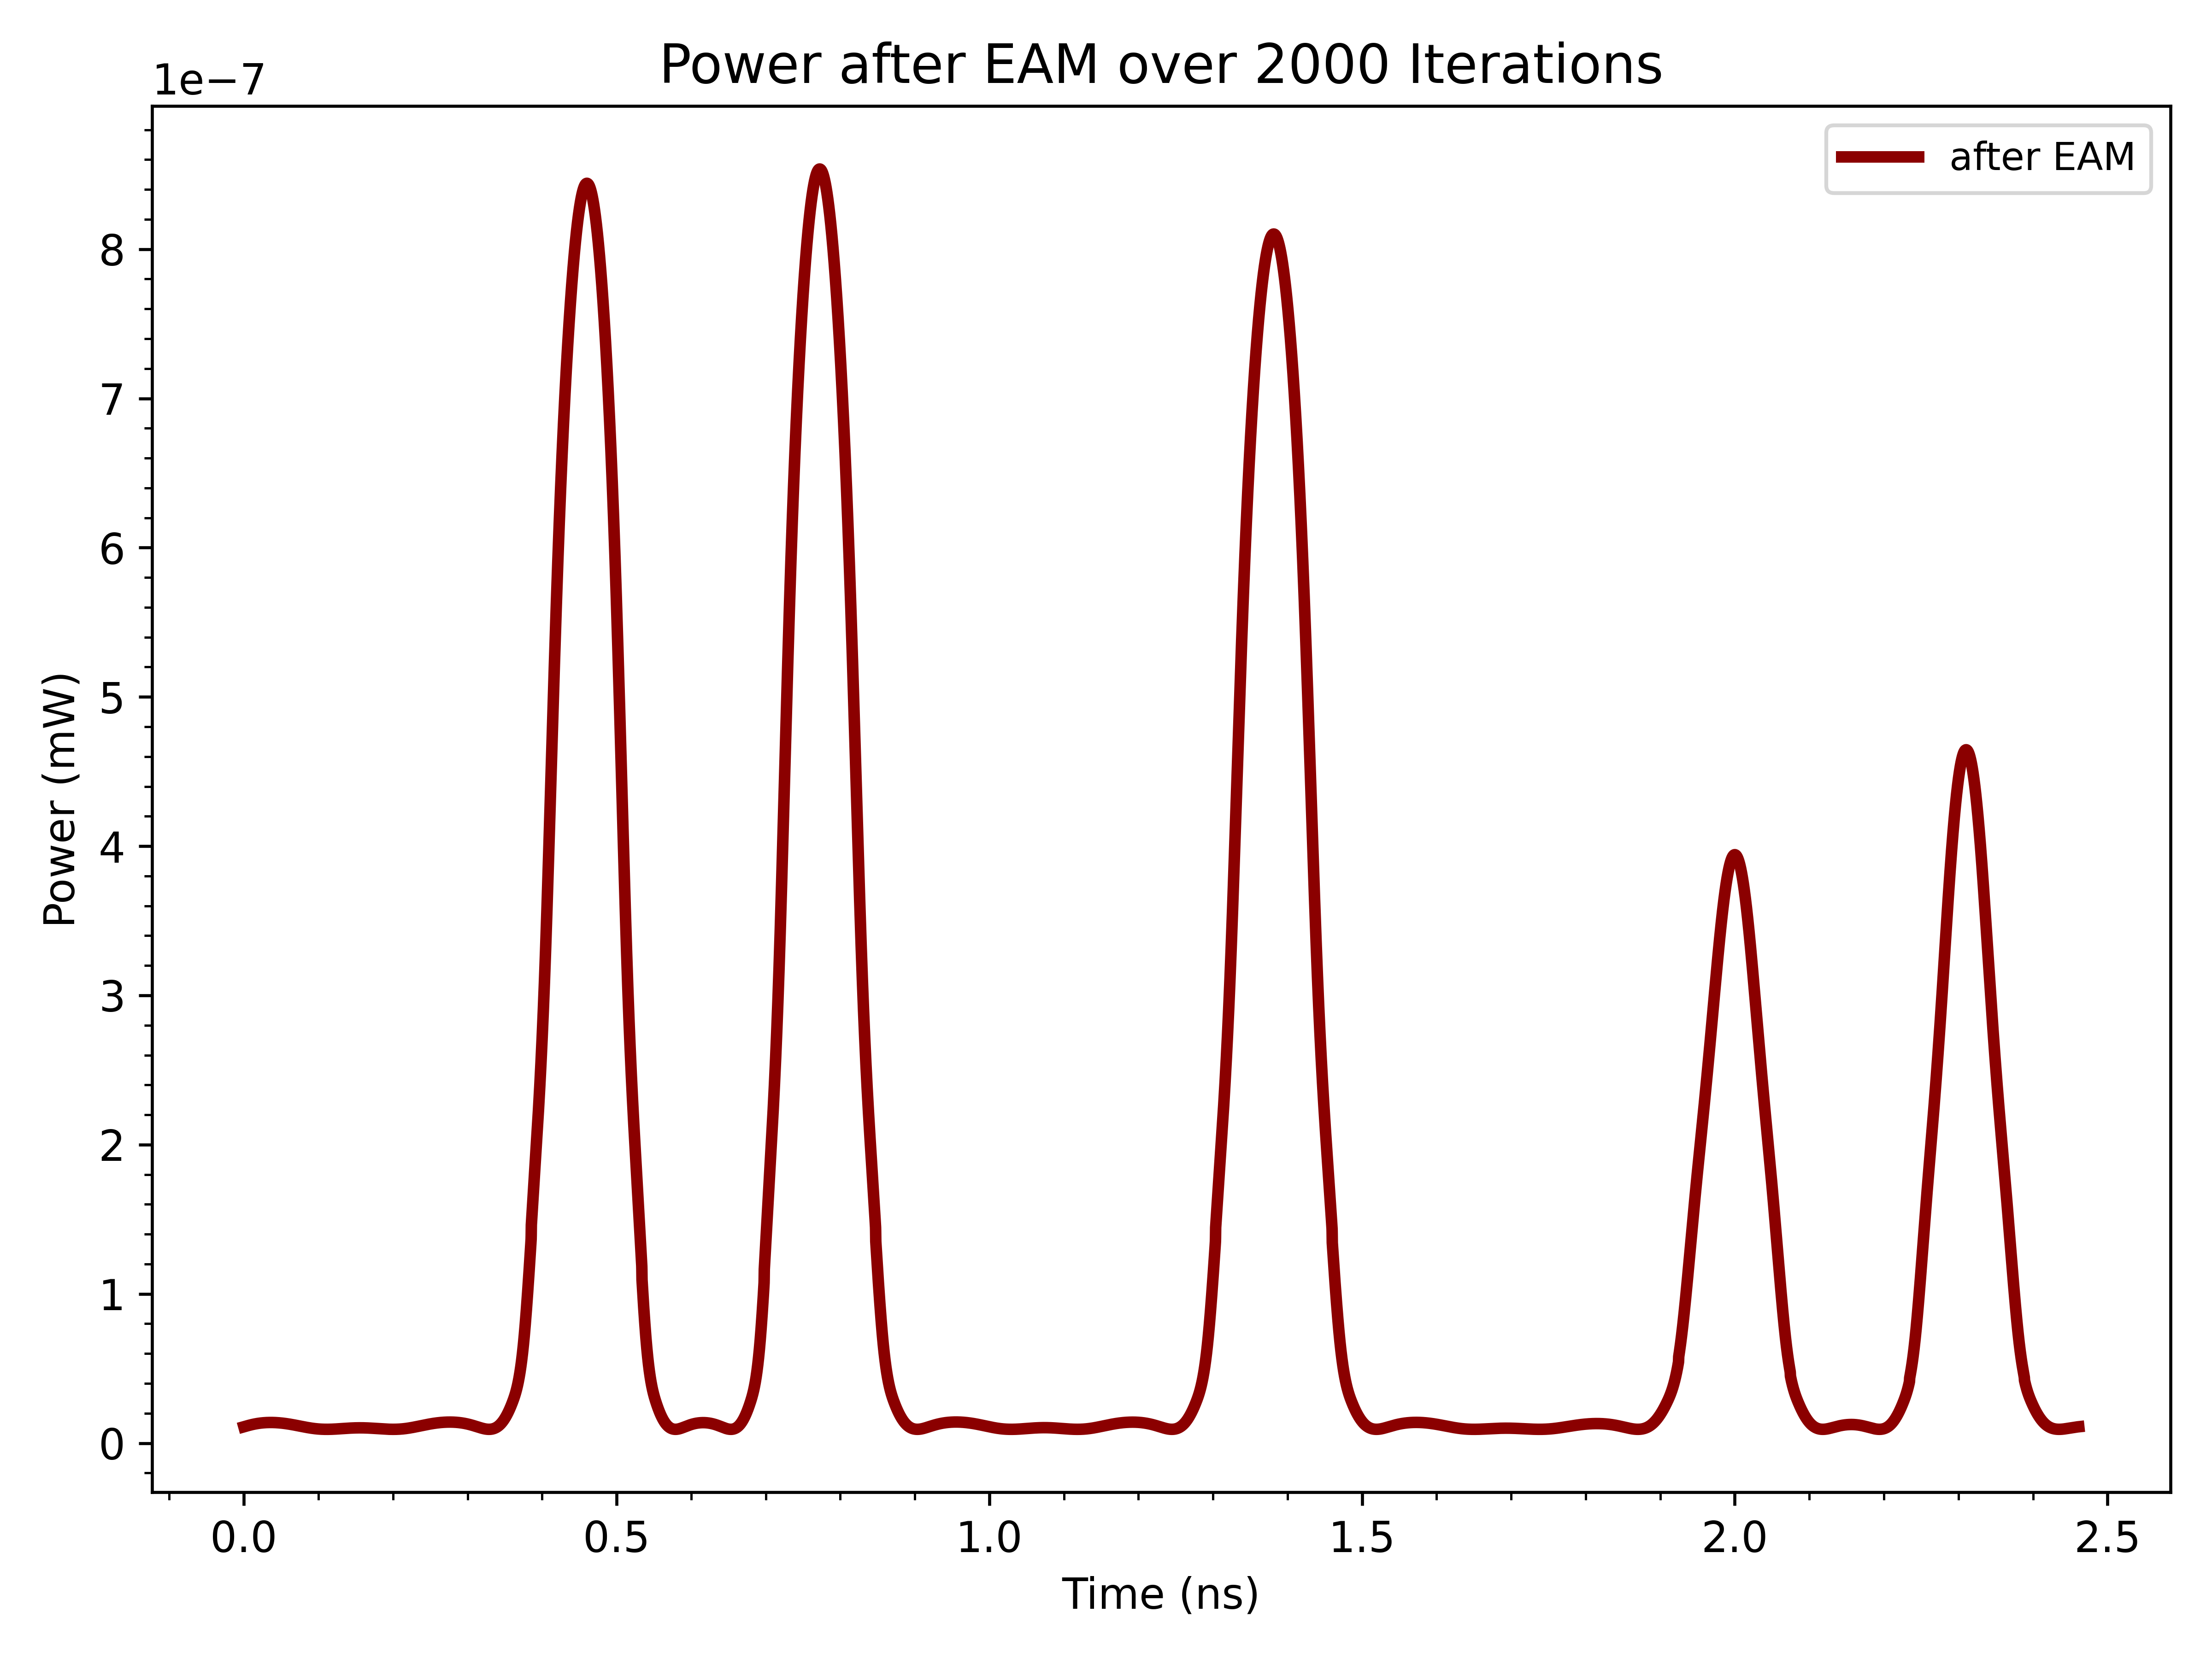 Power after EAM over 2000 Iterations
1e−7
after EAM
8
7
6
5
4
3
2
1
0
Power (mW)
0.0 0.5 1.0 1.5 2.0 2.5
Time (ns)